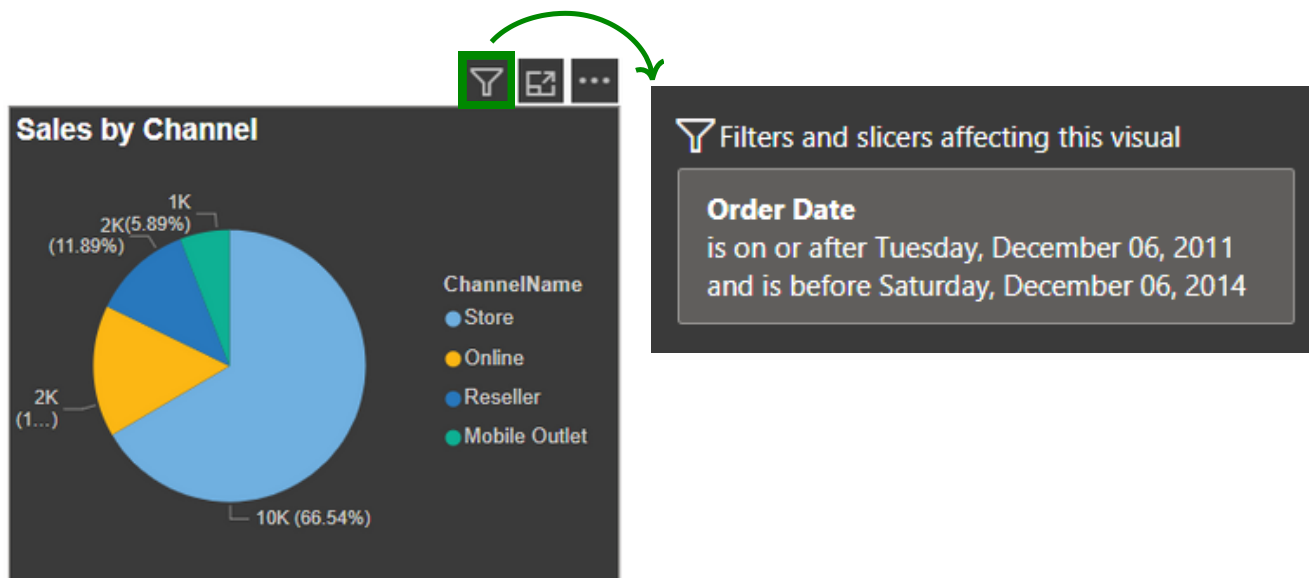 Sales by Channel
1K
2K(5.89%)
(11.89%)
2K
(1...)
10K (66.54%)
ChannelName
Store
Online
Reseller
Mobile Outlet
Filters and slicers affecting this visual
Order Date
is on or after Tuesday, December 06, 2011
and is before Saturday, December 06, 2014